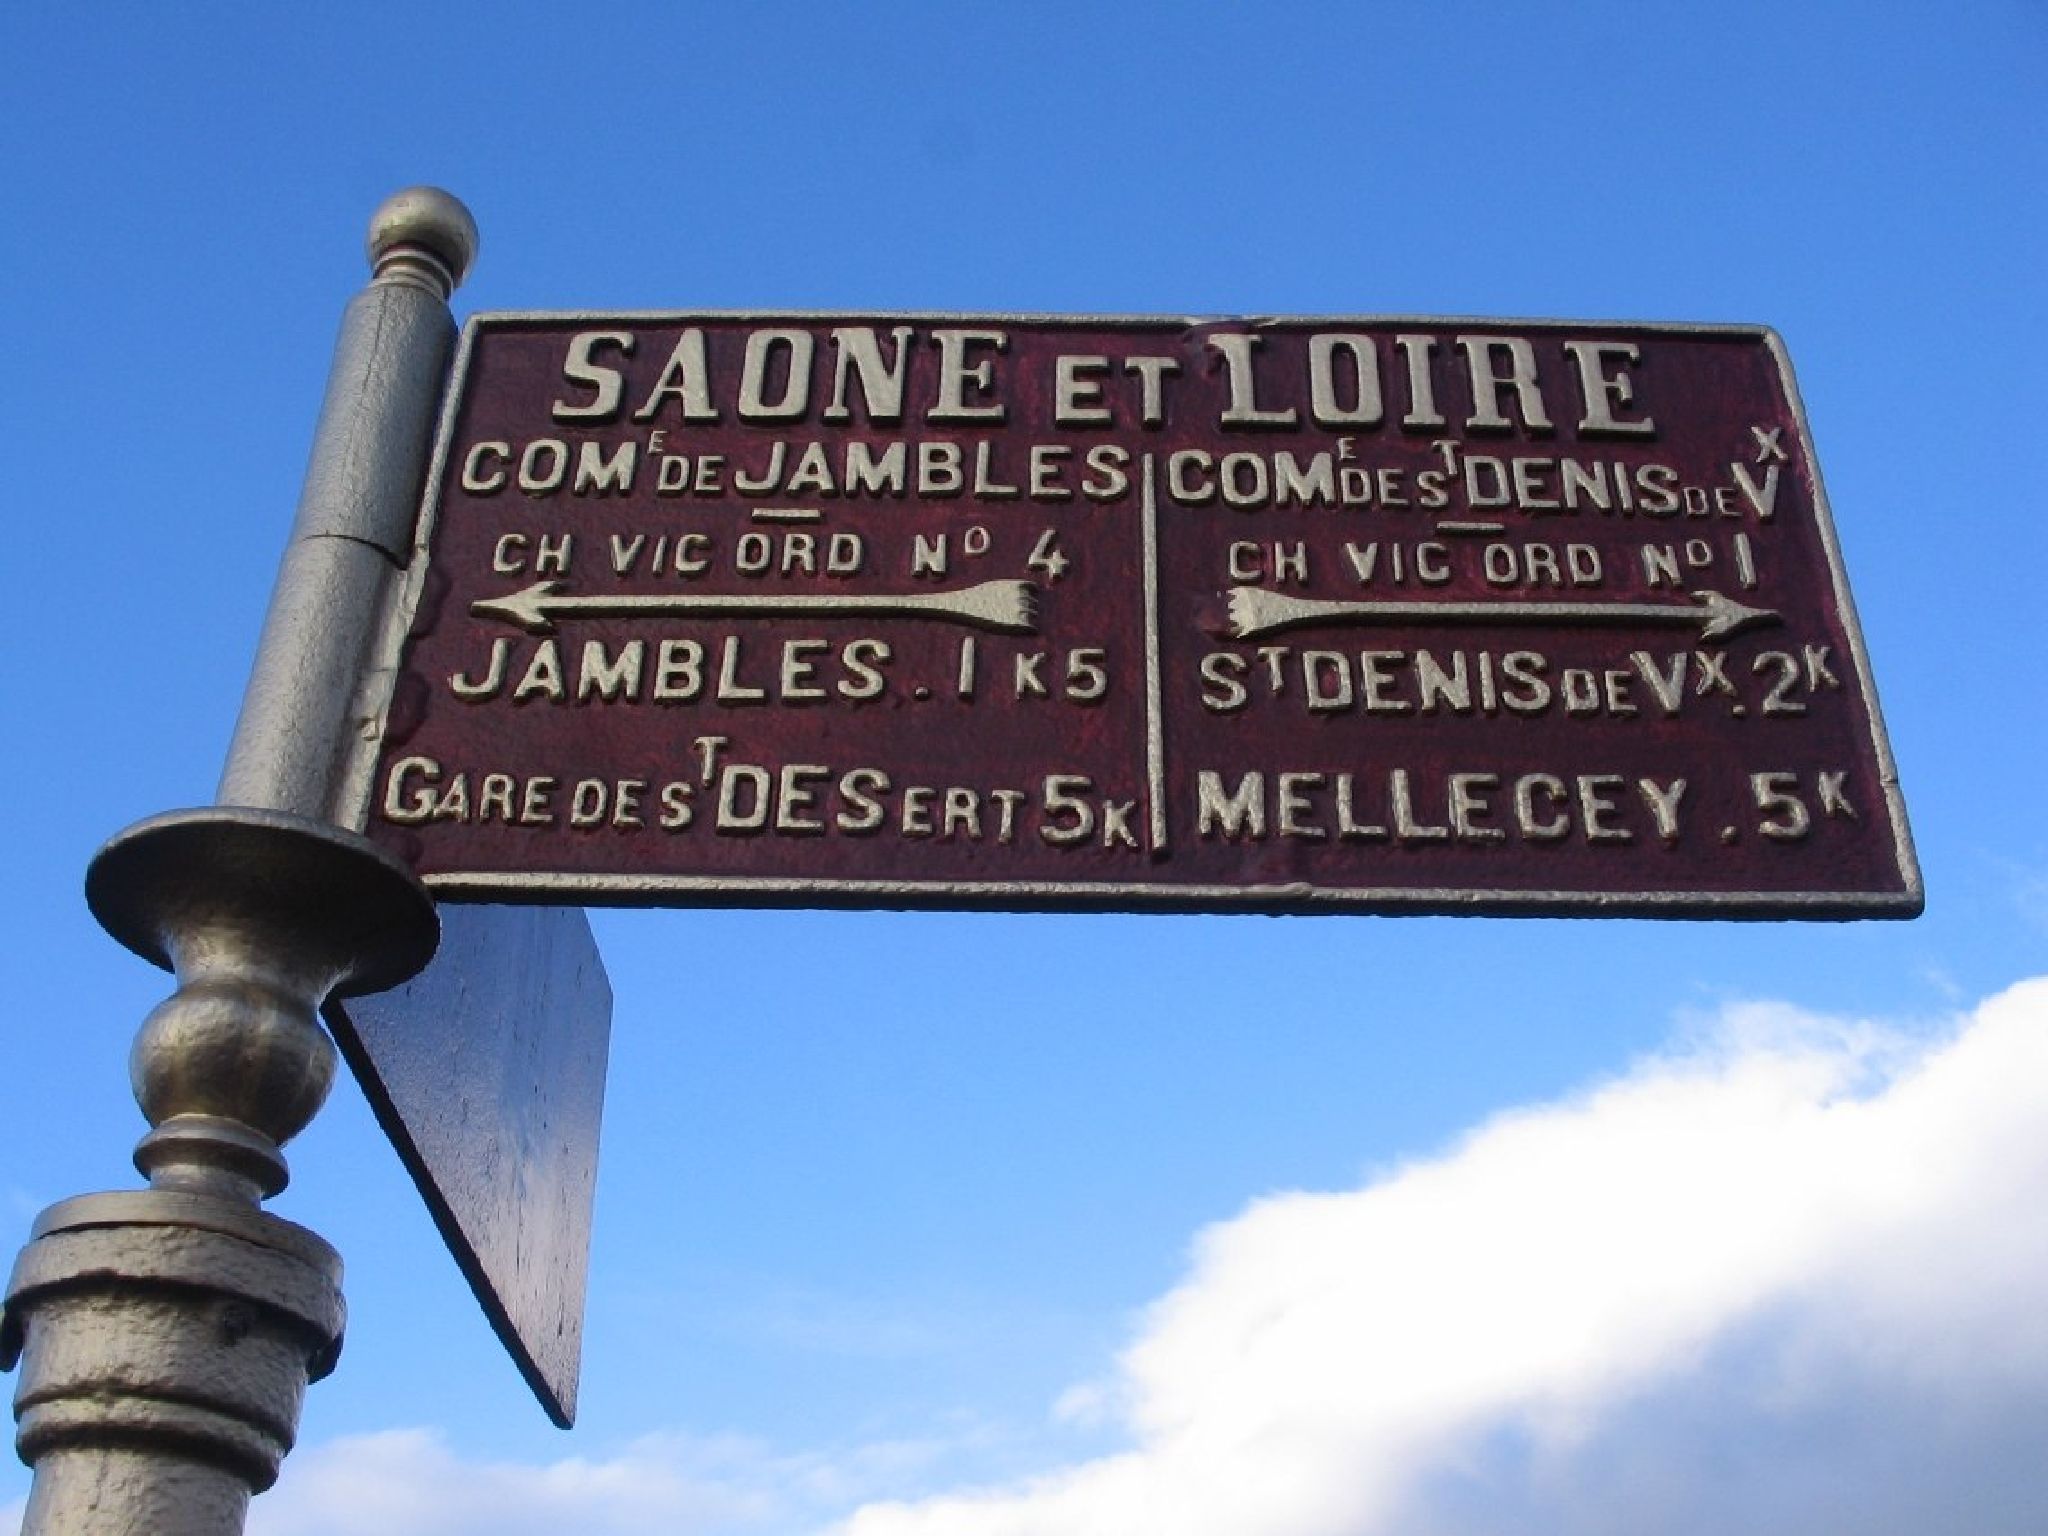 SAONE ET LOIRE
COMᴱ DE JAMBLES
CH VIC ORD Nº 4
JAMBLES . 1 K 5
GARE DE Sᵀ DESERT 5K
COMᴱ DE Sᵀ DENIS DE Vˣ
CH VIC ORD Nº 1
Sᵀ DENIS DE Vˣ. 2ᴷ
MELLECEY . 5ᴷ